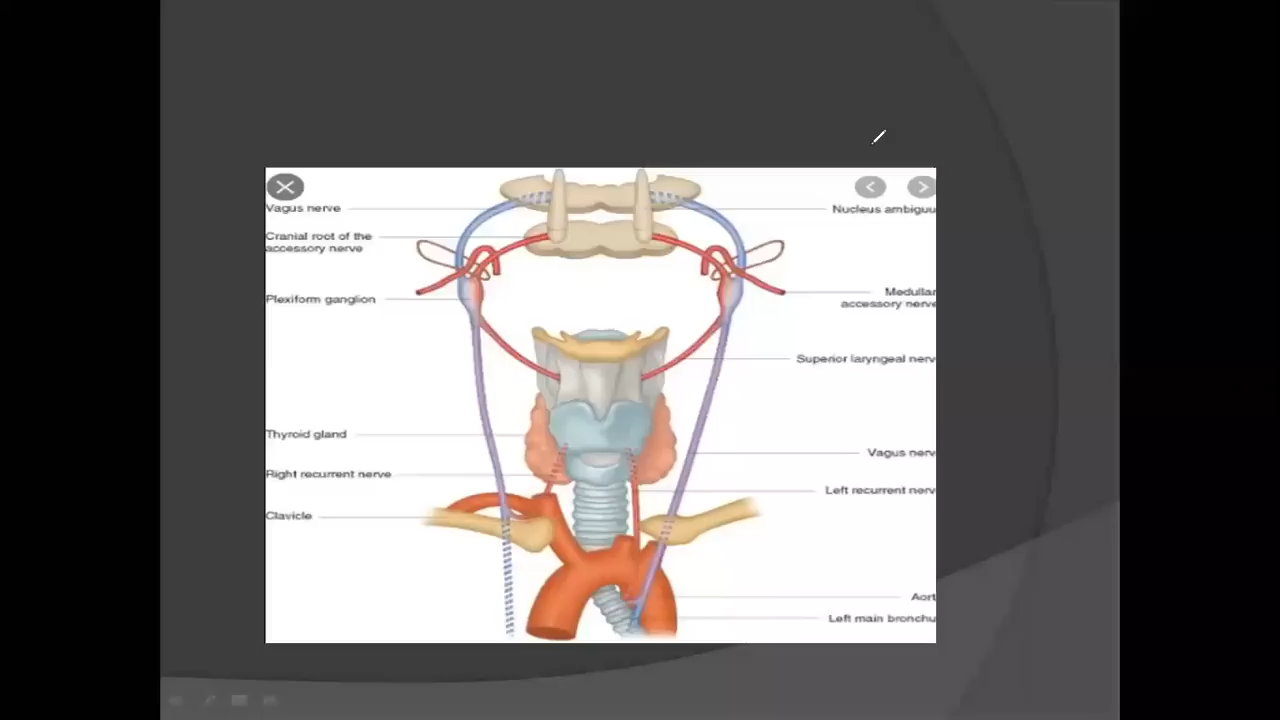 Vagus nerve
Cranial root of the
accessory nerve
Plexiform ganglion
Thyroid gland
Right recurrent nerve
Clavicle
Nucleus ambiguu
Medullar
accessory nerve
Superior laryngeal nerv
Vagus nerv
Left recurrent nerv
Aort
Left main bronchu